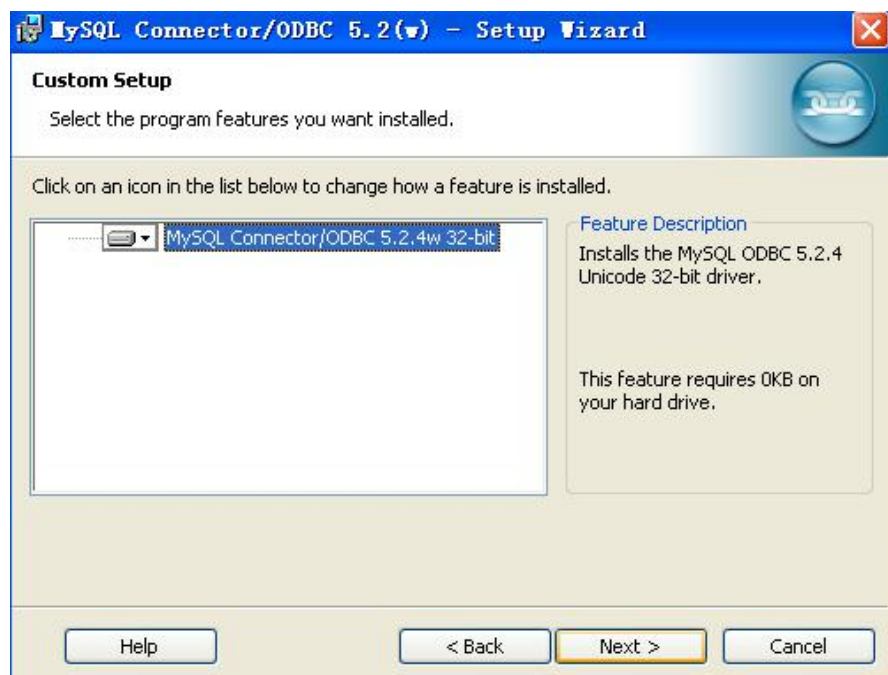 MySQL Connector/ODBC 5.2(w) - Setup Wizard
Custom Setup
Select the program features you want installed.
Click on an icon in the list below to change how a feature is installed.
MySQL Connector/ODBC 5.2.4w 32-bit
Feature Description
Installs the MySQL ODBC 5.2.4
Unicode 32-bit driver.
This feature requires 0KB on
your hard drive.
Help
< Back
Next >
Cancel